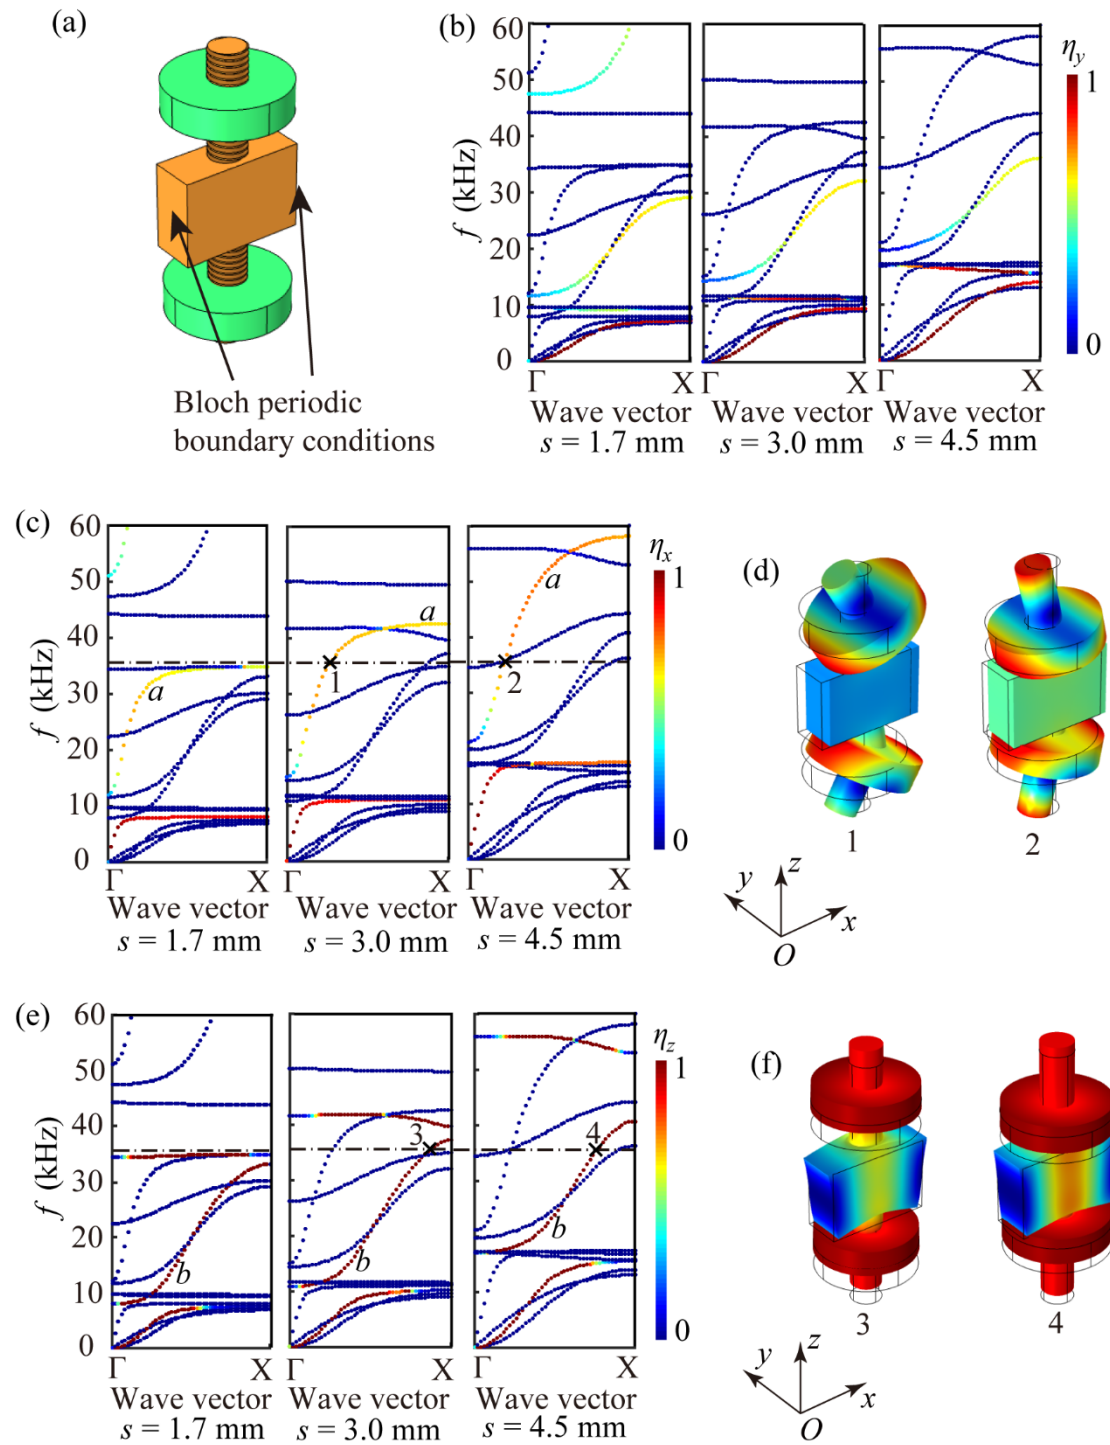 (a)
Bloch periodic
boundary conditions
(b)
f (kHz)
60
50
40
30
20
10
0
Γ X Γ X Γ X
Wave vector Wave vector Wave vector
s = 1.7 mm s = 3.0 mm s = 4.5 mm
ηy
1
0
(c)
f (kHz)
60
50
40
30
20
10
0
a a a
1 2
Γ X Γ X Γ X
Wave vector Wave vector Wave vector
s = 1.7 mm s = 3.0 mm s = 4.5 mm
ηx
1
0
(d)
1 2
y z x O
(e)
f (kHz)
60
50
40
30
20
10
0
3 4
b b b
Γ X Γ X Γ X
Wave vector Wave vector Wave vector
s = 1.7 mm s = 3.0 mm s = 4.5 mm
ηz
1
0
(f)
3 4
y z x O